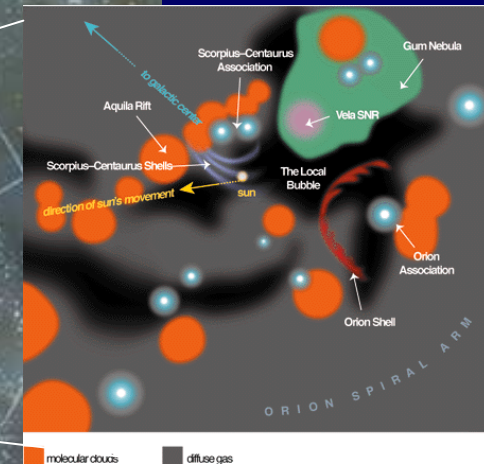 to galactic center
Scorpius–Centaurus
Association
Gum Nebula
Aquila Rift
Vela SNR
Scorpius–Centaurus Shells
The Local
Bubble
direction of sun's movement
sun
Orion
Association
Orion Shell
ORION SPIRAL ARM
molecular clouds
diffuse gas